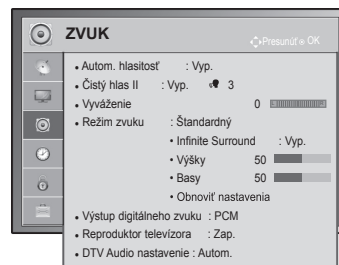 ZVUK
Presunúť OK
• Autom. hlasitosť : Vyp.
• Čistý hlas II : Vyp. 3
• Vyváženie 0
• Režim zvuku : Štandardný
• Infinite Surround : Vyp.
• Výšky 50
• Basy 50
• Obnoviť nastavenia
• Výstup digitálneho zvuku : PCM
• Reproduktor televízora : Zap.
• DTV Audio nastavenie : Autom.